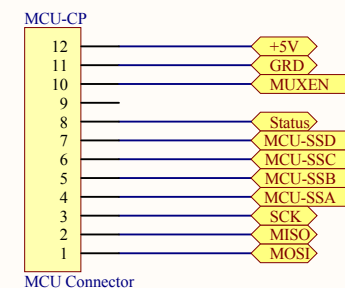 MCU-CP
12 +5V
11 GRD
10 MUXEN
9
8 Status
7 MCU-SSD
6 MCU-SSC
5 MCU-SSB
4 MCU-SSA
3 SCK
2 MISO
1 MOSI
MCU Connector